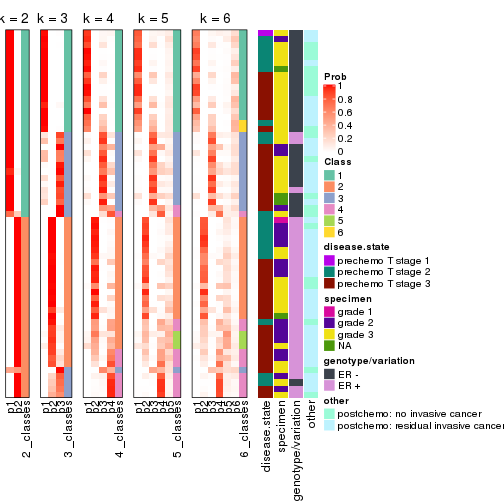 k = 2
k = 3
k = 4
k = 5
k = 6
p1
p2
2_classes
p1
p2
p3
3_classes
p1
p2
p3
p4
4_classes
p1
p2
p3
p4
p5
5_classes
p1
p2
p3
p4
p5
p6
6_classes
disease.state
specimen
genotype/variation
other
Prob
1
0.8
0.6
0.4
0.2
0
Class
1
2
3
4
5
6
disease.state
prechemo T stage 1
prechemo T stage 2
prechemo T stage 3
specimen
grade 1
grade 2
grade 3
NA
genotype/variation
ER -
ER +
other
postchemo: no invasive cancer
postchemo: residual invasive cancer